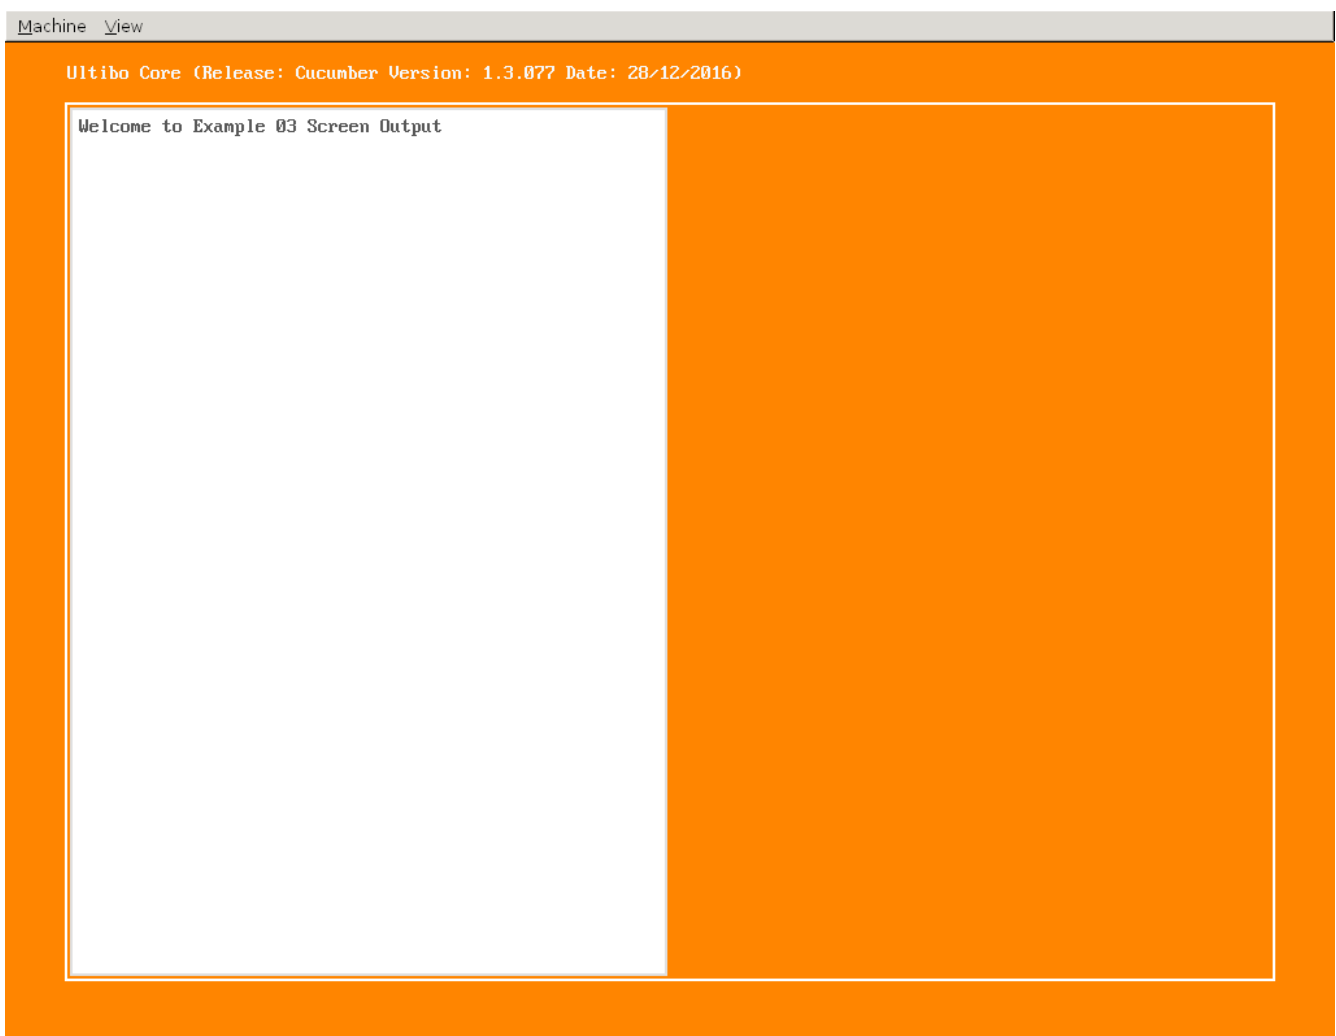 Machine View
Ultibo Core (Release: Cucumber Version: 1.3.077 Date: 28/12/2016)
Welcome to Example 03 Screen Output